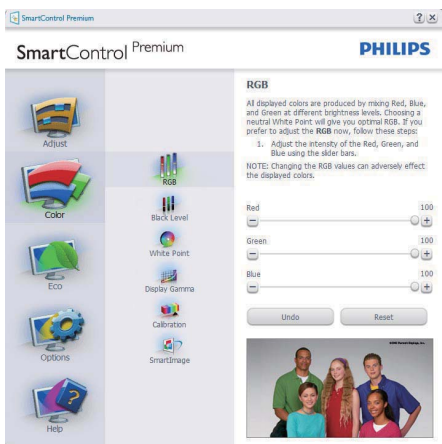 SmartControl Premium
SmartControl Premium
PHILIPS
Adjust
Color
Eco
Options
Help
RGB
Black Level
White Point
Display Gamma
Calibration
SmartImage
RGB
All displayed colors are produced by mixing Red, Blue,
and Green at different brightness levels. Choosing a
neutral White Point will give you optimal RGB. If you
prefer to adjust the RGB now, follow these steps:
1. Adjust the intensity of the Red, Green, and
Blue using the slider bars.
NOTE: Changing the RGB values can adversely effect
the displayed colors.
Red 100
Green 100
Blue 100
Undo Reset